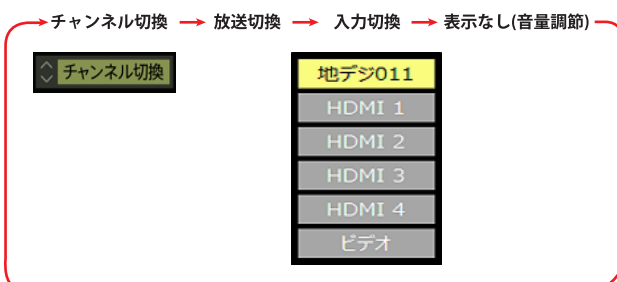 チャンネル切換 → 放送切換 → 入力切換 → 表示なし(音量調節)
チャンネル切換
地デジ011
HDMI 1
HDMI 2
HDMI 3
HDMI 4
ビデオ